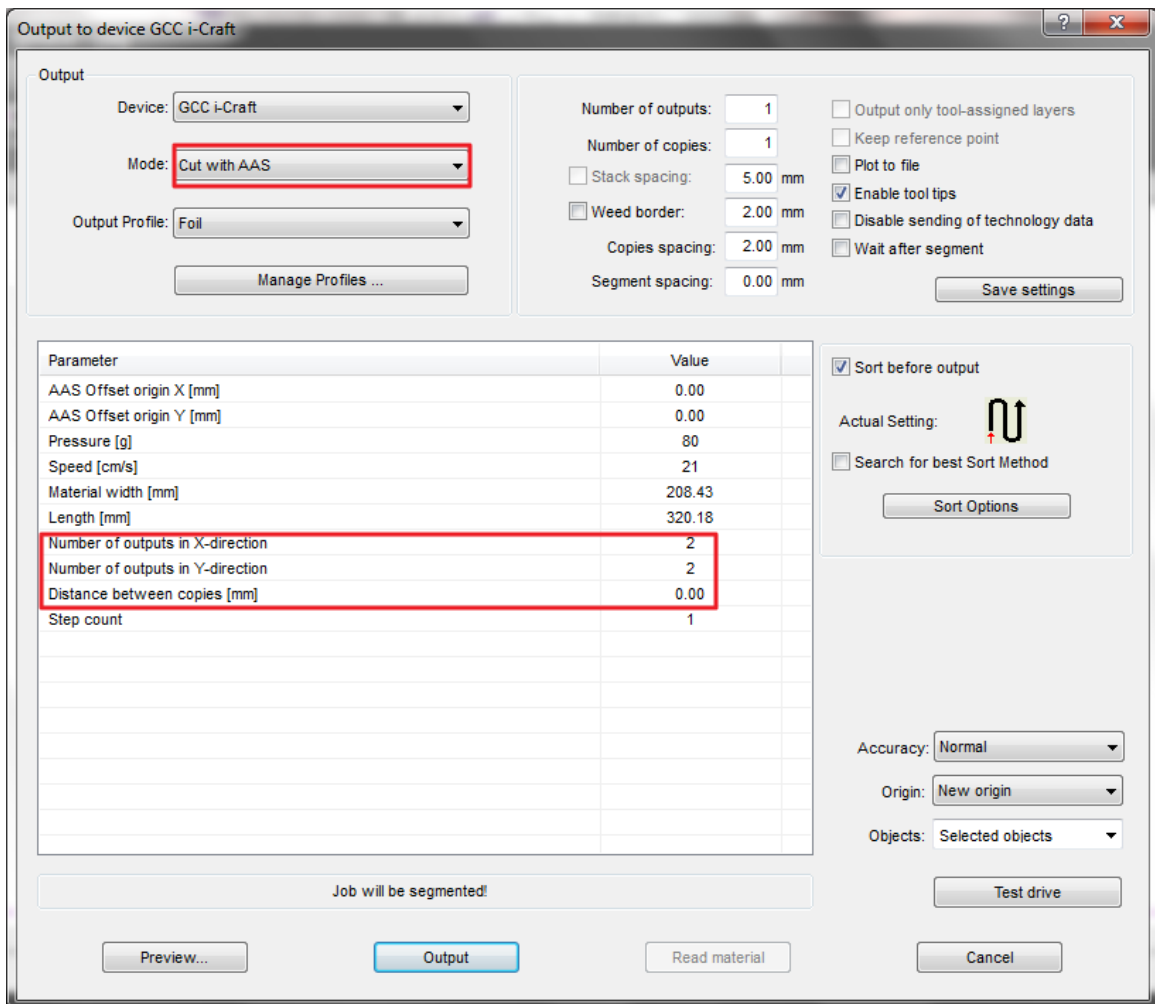 Output to device GCC i-Craft
Output
Device: GCC i-Craft
Mode: Cut with AAS
Output Profile: Foil
Manage Profiles ...
Number of outputs: 1
Number of copies: 1
Stack spacing: 5.00 mm
Weed border: 2.00 mm
Copies spacing: 2.00 mm
Segment spacing: 0.00 mm
Output only tool-assigned layers
Keep reference point
Plot to file
Enable tool tips
Disable sending of technology data
Wait after segment
Save settings
Parameter Value
AAS Offset origin X [mm] 0.00
AAS Offset origin Y [mm] 0.00
Pressure [g] 80
Speed [cm/s] 21
Material width [mm] 208.43
Length [mm] 320.18
Number of outputs in X-direction 2
Number of outputs in Y-direction 2
Distance between copies [mm] 0.00
Step count 1
Sort before output
Actual Setting:
Search for best Sort Method
Sort Options
Accuracy: Normal
Origin: New origin
Objects: Selected objects
Job will be segmented!
Test drive
Preview...
Output
Read material
Cancel